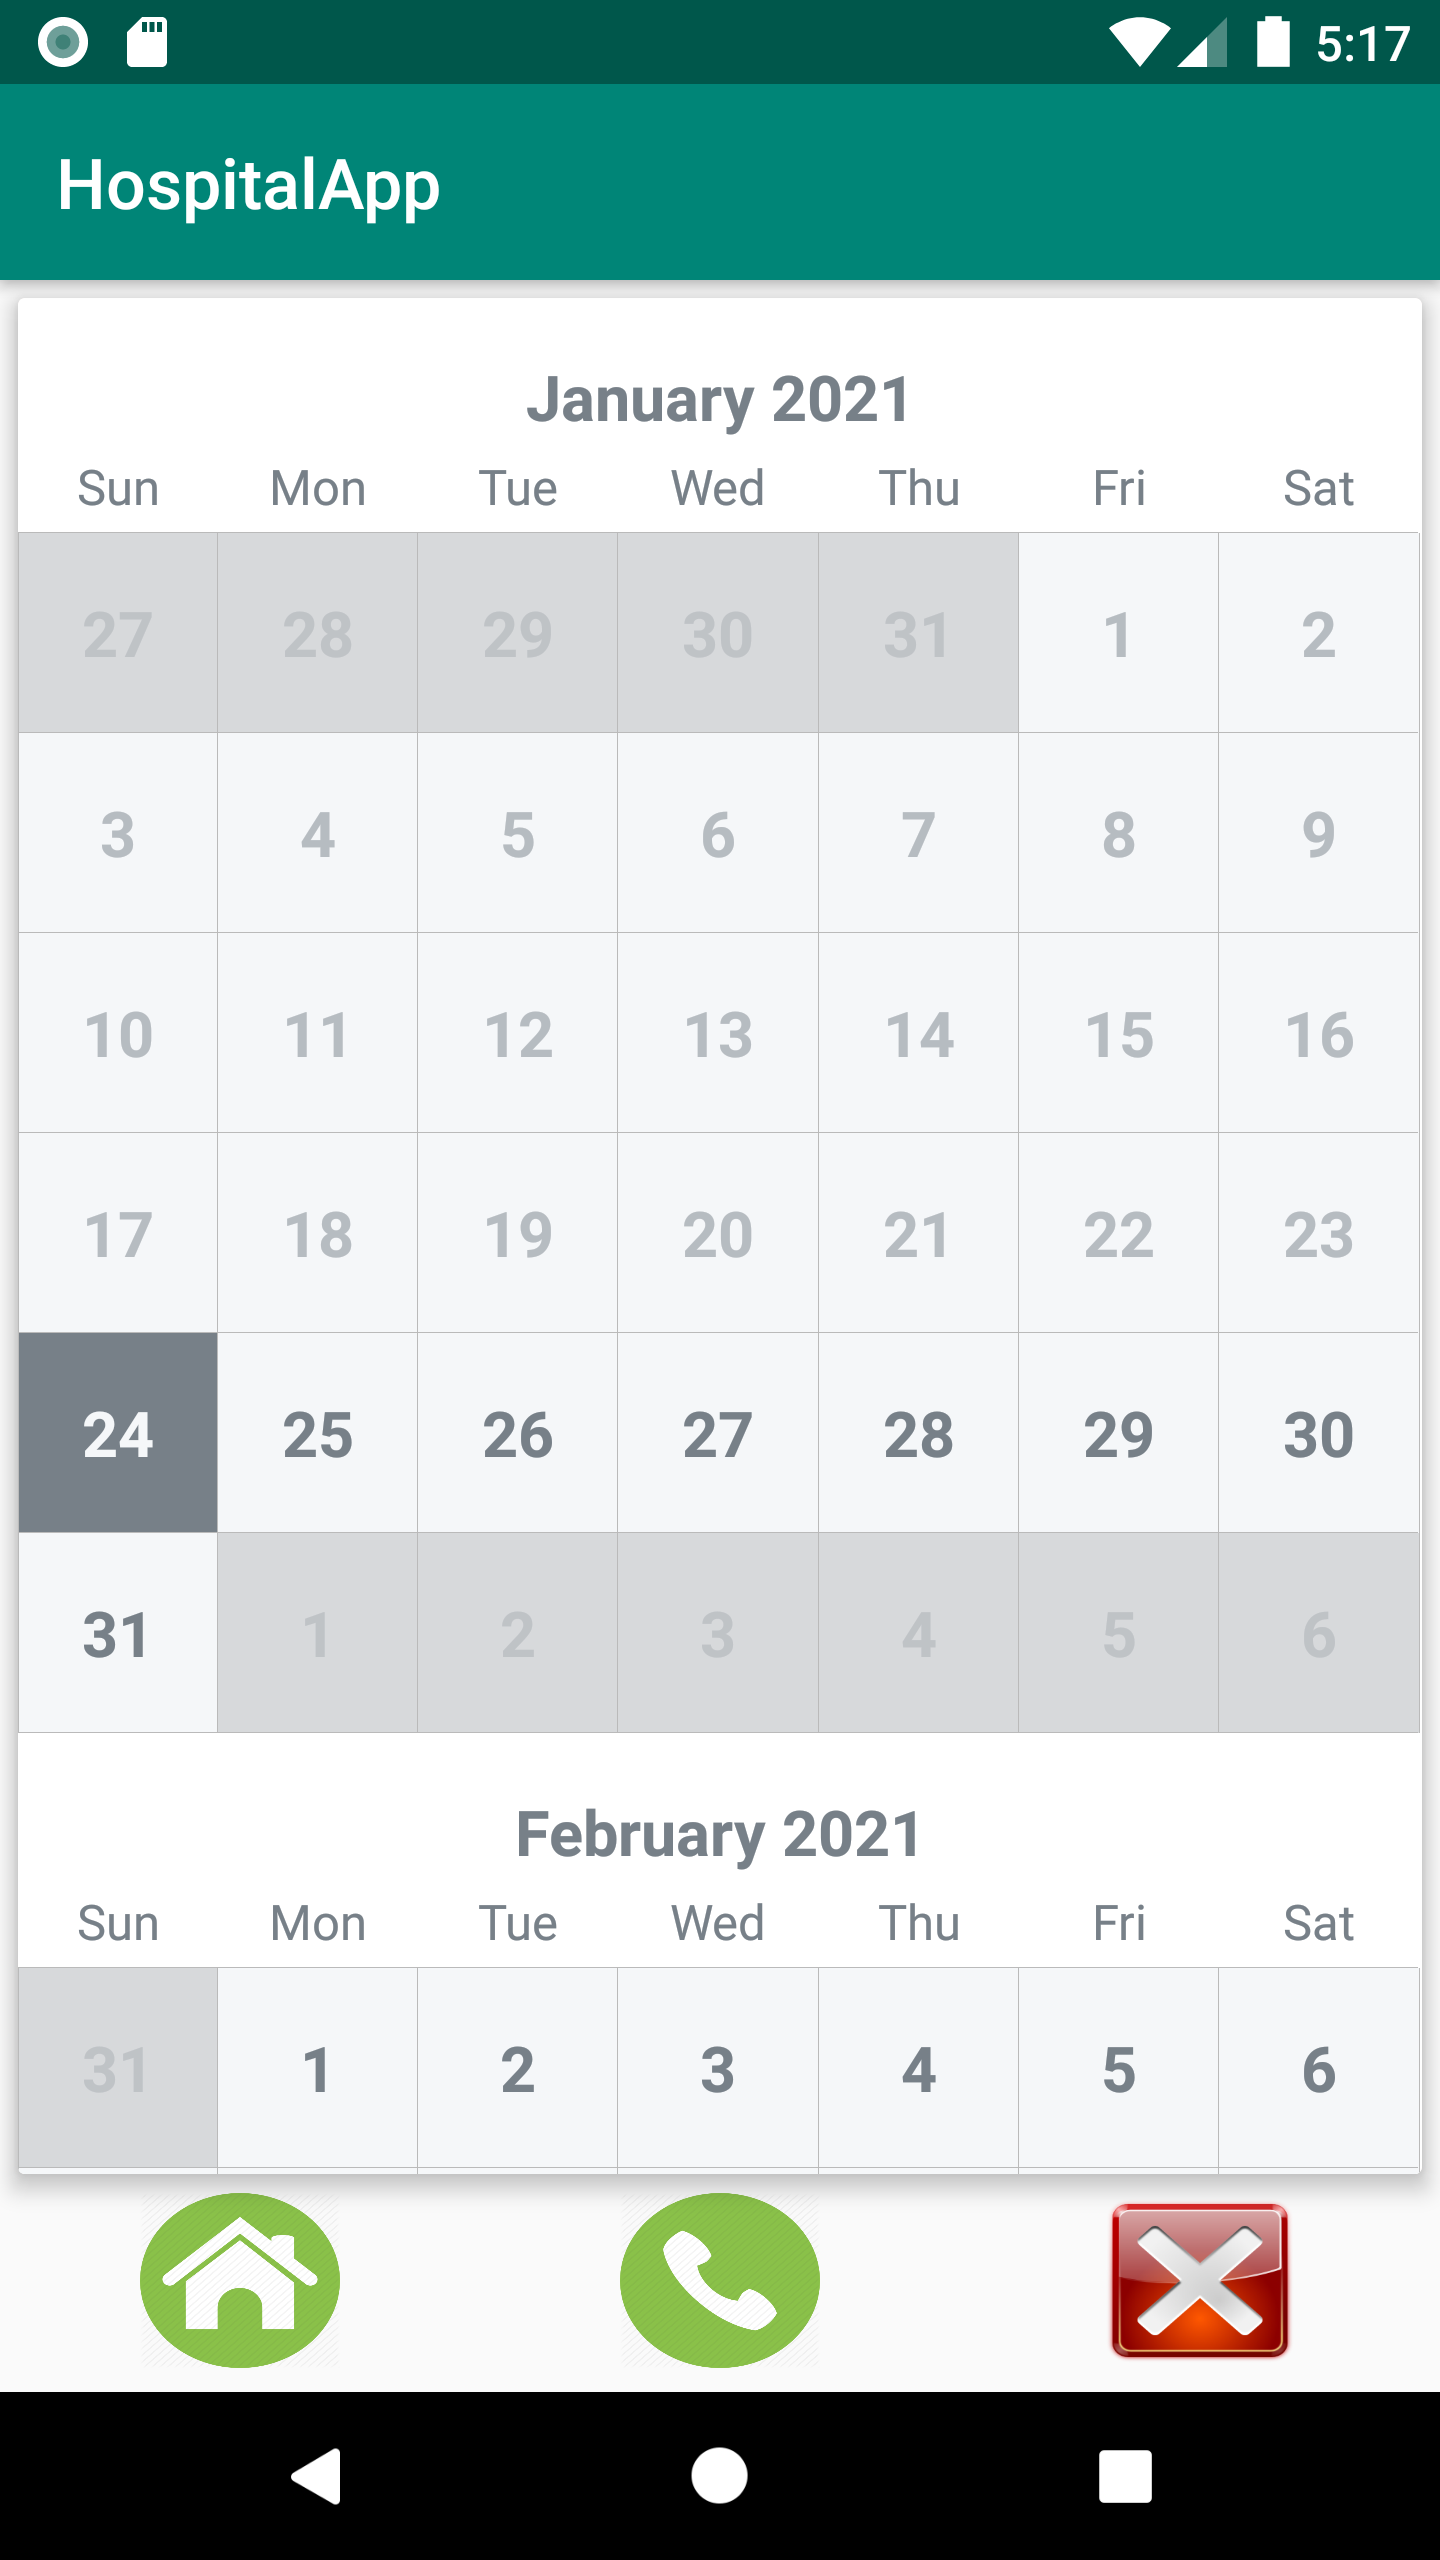 5:17
HospitalApp
January 2021
Sun Mon Tue Wed Thu Fri Sat
27 28 29 30 31 1 2
3 4 5 6 7 8 9
10 11 12 13 14 15 16
17 18 19 20 21 22 23
24 25 26 27 28 29 30
31 1 2 3 4 5 6
February 2021
Sun Mon Tue Wed Thu Fri Sat
31 1 2 3 4 5 6